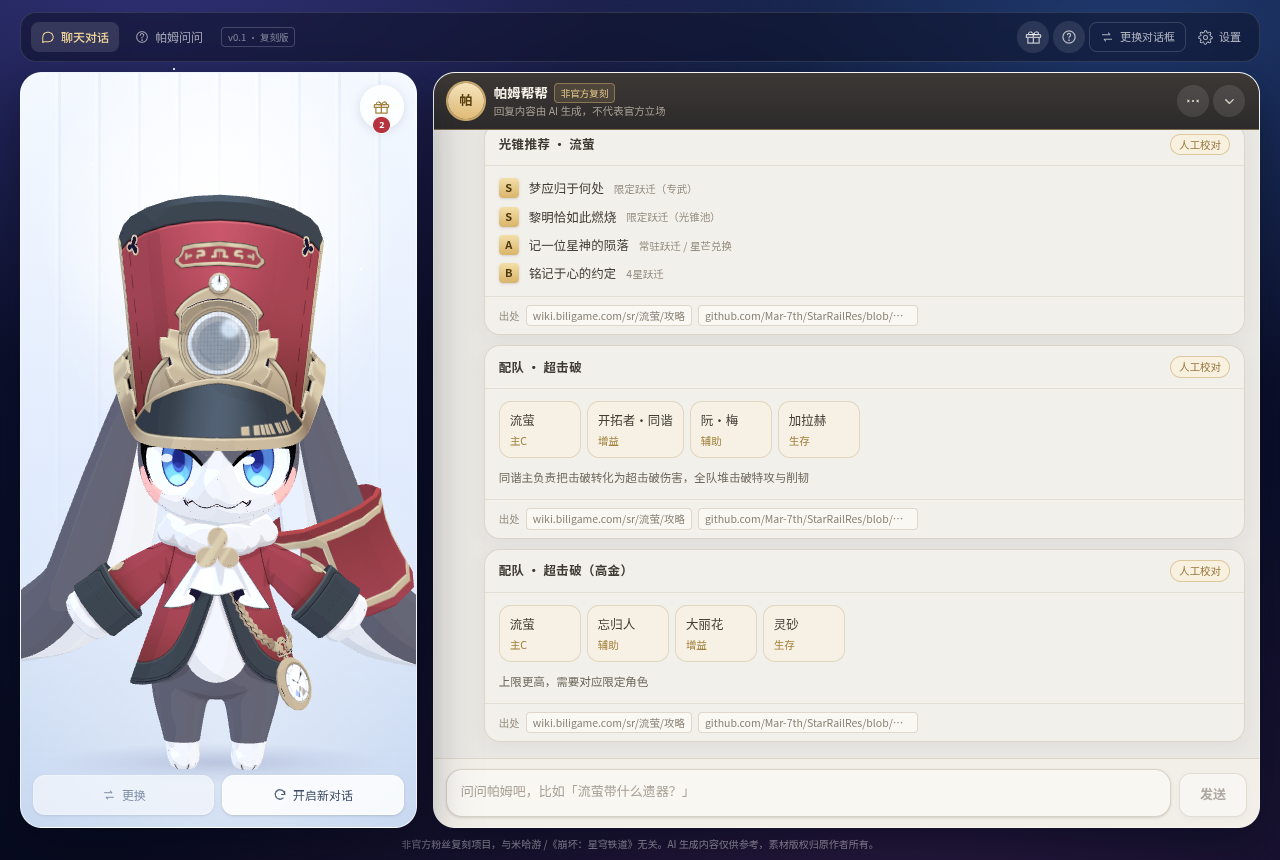 聊天对话
帕姆问问
v0.1 · 复刻版
更换对话框
设置
2
更换
开启新对话
帕
帕姆帮帮
非官方复刻
回复内容由 AI 生成，不代表官方立场
光锥推荐 · 流萤
人工校对
S 梦应归于何处 限定跃迁（专武）
S 黎明恰如此燃烧 限定跃迁（光锥池）
A 记一位星神的陨落 常驻跃迁 / 星芒兑换
B 铭记于心的约定 4星跃迁
出处 wiki.biligame.com/sr/流萤/攻略 github.com/Mar-7th/StarRailRes/blob/…
配队 · 超击破
人工校对
流萤 开拓者·同谐 阮·梅 加拉赫
主C 增益 辅助 生存
同谐主负责把击破转化为超击破伤害，全队堆击破特攻与削韧
出处 wiki.biligame.com/sr/流萤/攻略 github.com/Mar-7th/StarRailRes/blob/…
配队 · 超击破（高金）
人工校对
流萤 忘归人 大丽花 灵砂
主C 辅助 增益 生存
上限更高，需要对应限定角色
出处 wiki.biligame.com/sr/流萤/攻略 github.com/Mar-7th/StarRailRes/blob/…
问问帕姆吧，比如「流萤带什么遗器？」
发送
非官方粉丝复刻项目，与米哈游 /《崩坏：星穹铁道》无关。AI 生成内容仅供参考，素材版权归原作者所有。